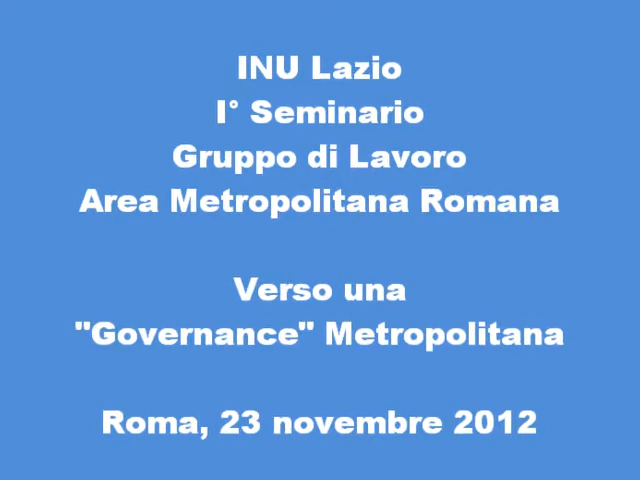 INU Lazio
I° Seminario
Gruppo di Lavoro
Area Metropolitana Romana
Verso una
"Governance" Metropolitana
Roma, 23 novembre 2012